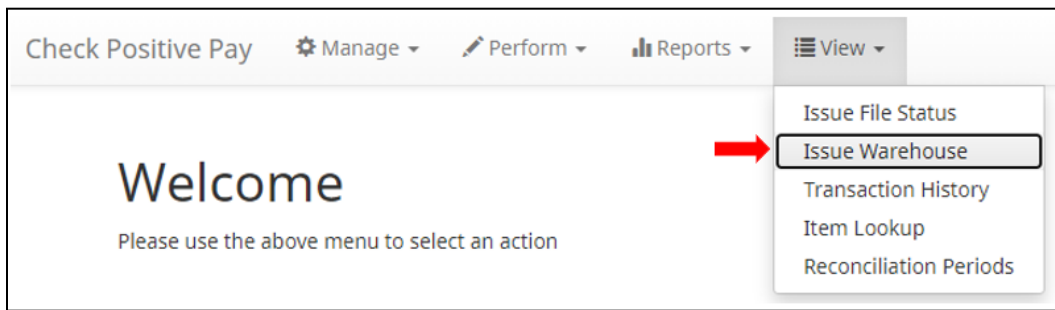 Check Positive Pay Manage Perform Reports View
Issue File Status
Issue Warehouse
Transaction History
Item Lookup
Reconciliation Periods
Welcome
Please use the above menu to select an action